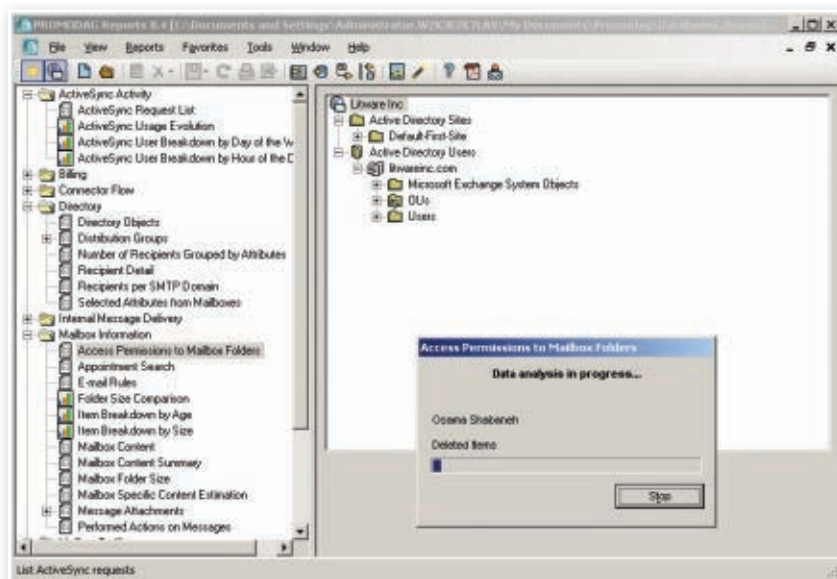 PROMODAG Reports 8.4 [C:\Documents and Settings\Administrator
File View Reports Favorites Tools Window Help
ActiveSync Activity
ActiveSync Request List
ActiveSync Usage Evolution
ActiveSync User Breakdown by Day of the W
ActiveSync User Breakdown by Hour of the D
Billing
Connector Flow
Directory
Directory Objects
Distribution Groups
Number of Recipients Grouped by Attributes
Recipient Detail
Recipients per SMTP Domain
Selected Attributes from Mailboxes
Internal Message Delivery
Mailbox Information
Access Permissions to Mailbox Folders
Appointment Search
E-mail Rules
Folder Size Comparison
Item Breakdown by Age
Item Breakdown by Size
Mailbox Content
Mailbox Content Summary
Mailbox Folder Size
Mailbox Specific Content Estimation
Message Attachments
Performed Actions on Messages
Litware Inc
Active Directory Sites
Default-First-Site
Active Directory Users
litwareinc.com
Microsoft Exchange System Objects
OUs
Users
Access Permissions to Mailbox Folders
Data analysis in progress...
Osama Shabaneh
Deleted Items
Stop
List ActiveSync requests